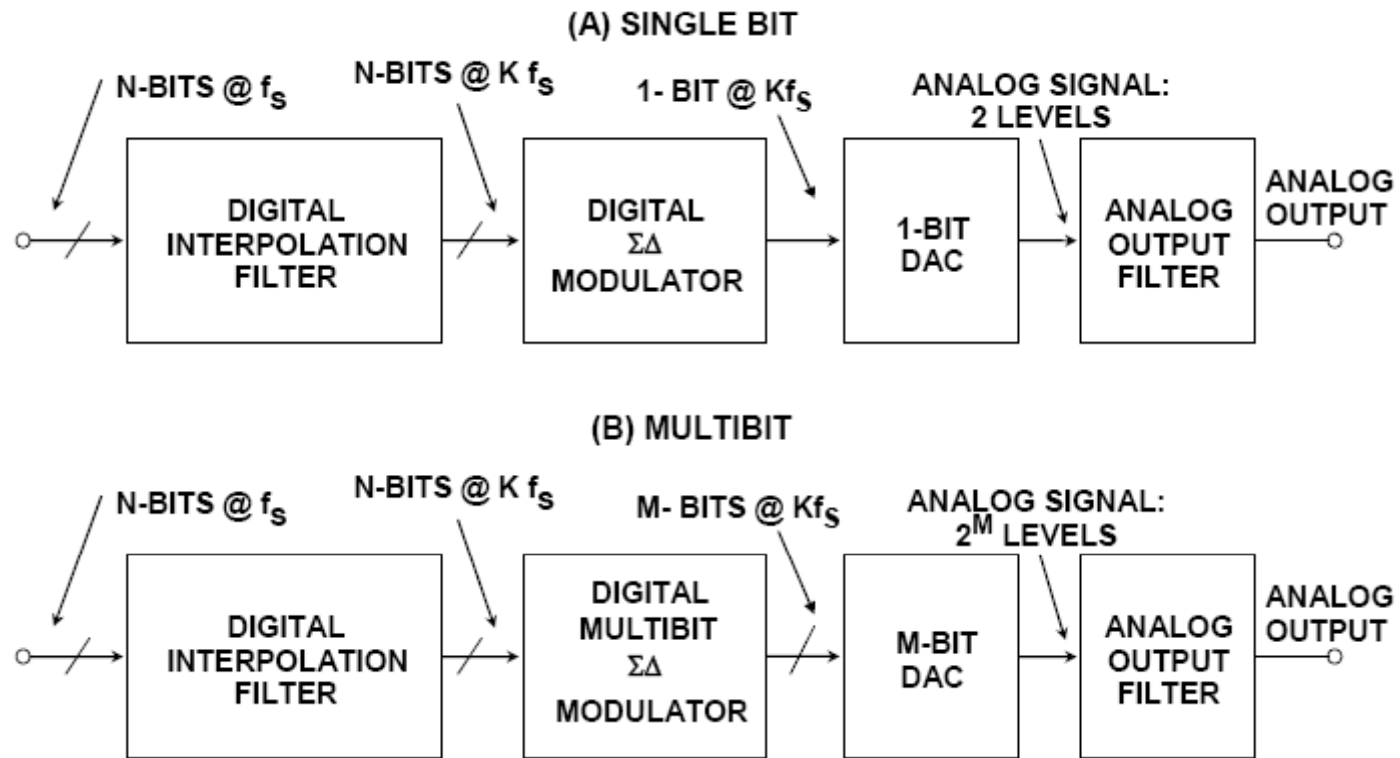 (A) SINGLE BIT
N-BITS @ fs
N-BITS @ K fs
1- BIT @ Kfs
ANALOG SIGNAL:
2 LEVELS
DIGITAL
INTERPOLATION
FILTER
DIGITAL
ΣΔ
MODULATOR
1-BIT
DAC
ANALOG
OUTPUT
FILTER
ANALOG
OUTPUT
(B) MULTIBIT
N-BITS @ fs
N-BITS @ K fs
M- BITS @ Kfs
ANALOG SIGNAL:
2^M LEVELS
DIGITAL
INTERPOLATION
FILTER
DIGITAL
MULTIBIT
ΣΔ
MODULATOR
M-BIT
DAC
ANALOG
OUTPUT
FILTER
ANALOG
OUTPUT